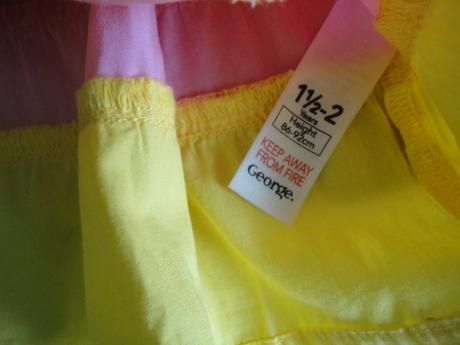 1½-2
Years
Height
86-92cm
KEEP AWAY
FROM FIRE
George.